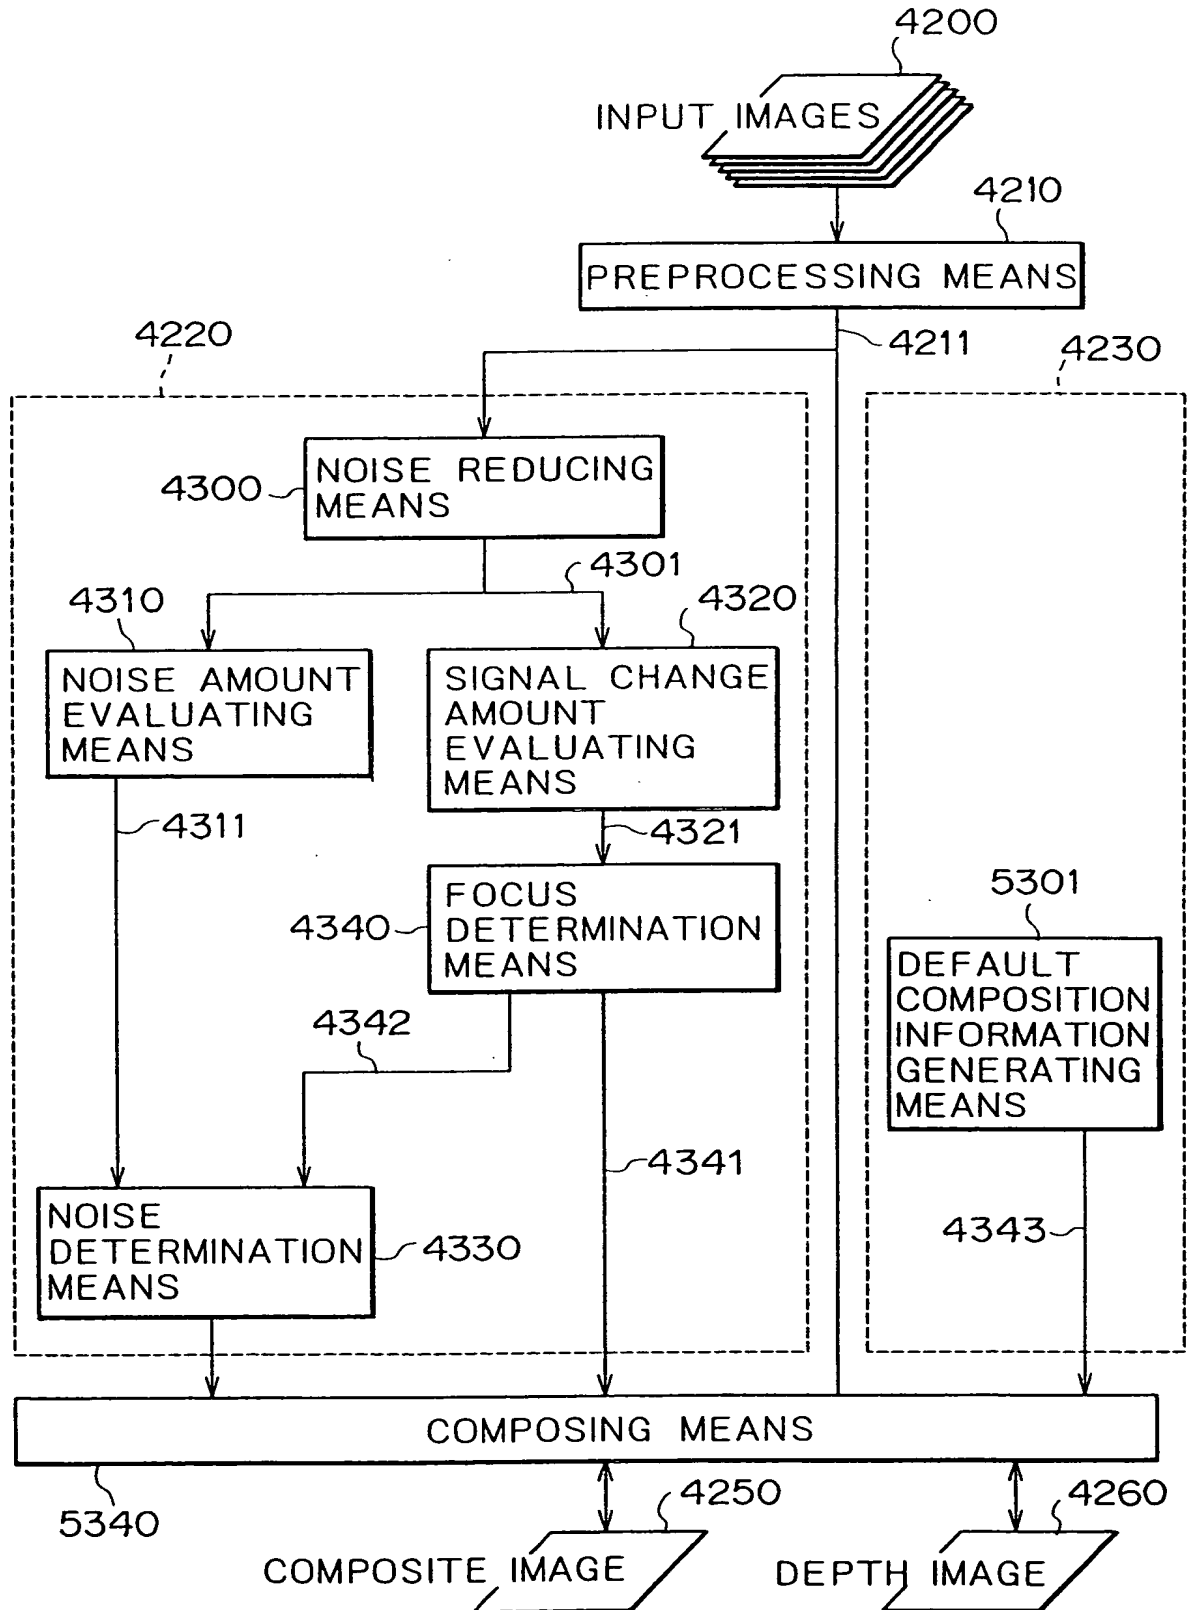 4200
INPUT IMAGES
4210
PREPROCESSING MEANS
4211
4220
4230
NOISE REDUCING
MEANS
4300
4301
4310
4320
NOISE AMOUNT
EVALUATING
MEANS
SIGNAL CHANGE
AMOUNT
EVALUATING
MEANS
4311
4321
FOCUS
DETERMINATION
MEANS
4340
5301
DEFAULT
COMPOSITION
INFORMATION
GENERATING
MEANS
4342
4341
NOISE
DETERMINATION
MEANS
4330
4343
COMPOSING MEANS
5340
4250
4260
COMPOSITE IMAGE
DEPTH IMAGE